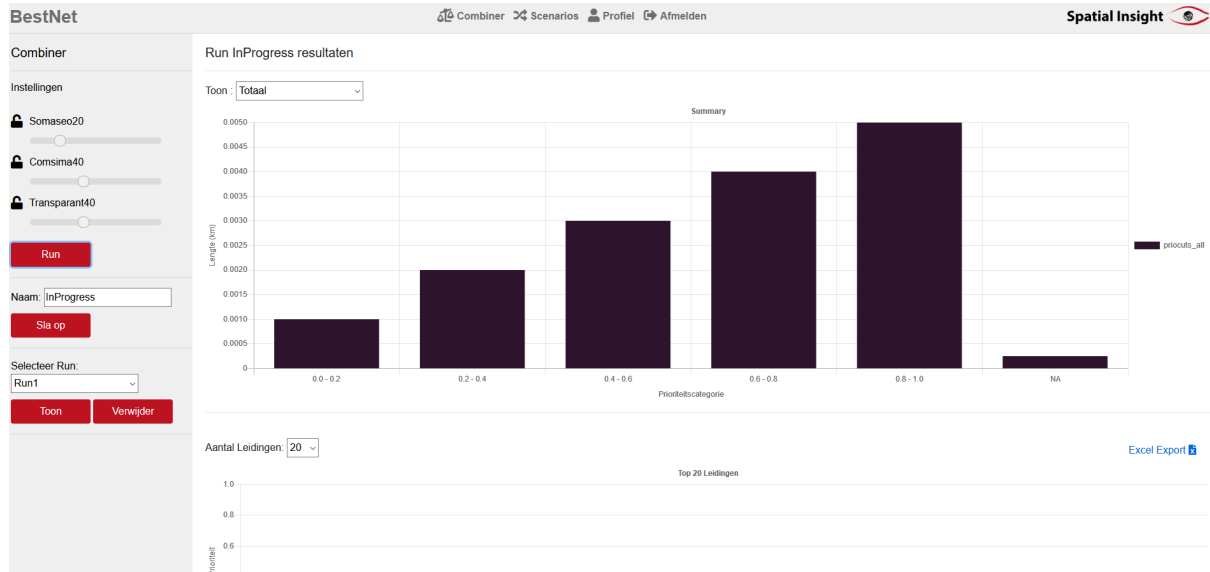 BestNet
Combiner Scenarios Profiel Afmelden
Spatial Insight
Combiner
Instellingen
Somaseo20
Comsima40
Transparant40
Run
Naam: InProgress
Sla op
Selecteer Run:
Run1
Toon Verwijder
Run InProgress resultaten
Toon : Totaal
Summary
0.0050
0.0045
0.0040
0.0035
0.0030
0.0025
0.0020
0.0015
0.0010
0.0005
0
Lengte (km)
0.0 - 0.2 0.2 - 0.4 0.4 - 0.6 0.6 - 0.8 0.8 - 1.0 NA
Prioriteitscategorie
priocuts_all
Aantal Leidingen: 20
Excel Export
Top 20 Leidingen
1.0
0.8
0.6
Prioriteit